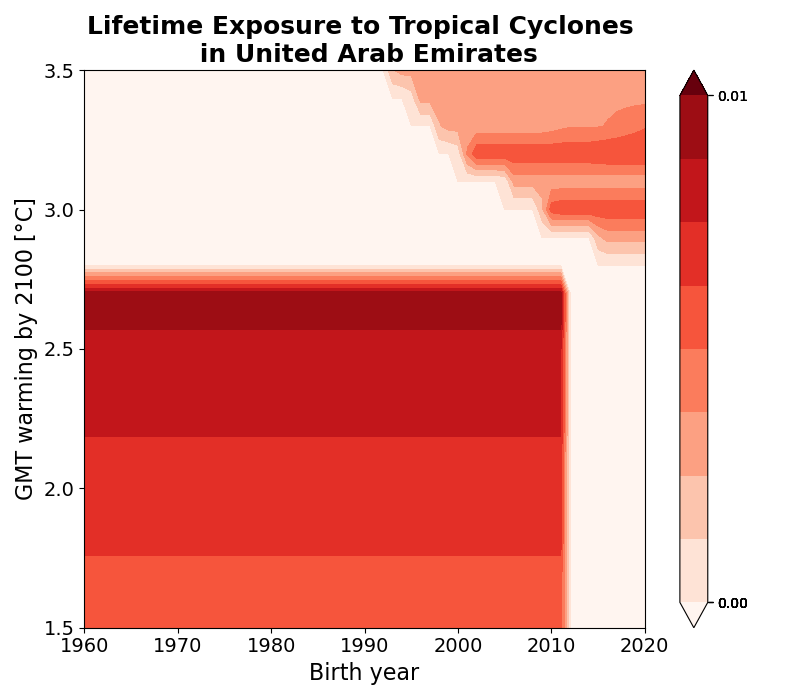 Lifetime Exposure to Tropical Cyclones
in United Arab Emirates
3.5
3.0
2.5
2.0
1.5
GMT warming by 2100 [°C]
1960 1970 1980 1990 2000 2010 2020
Birth year
0.01
0.00